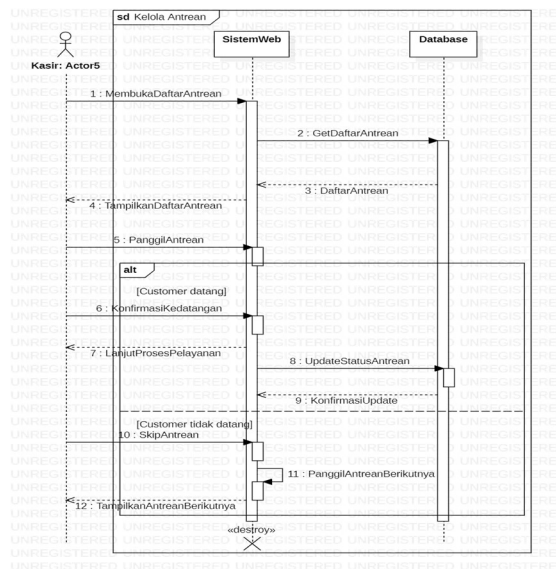 sd Kelola Antrean
SistemWeb
Database
Kasir: Actor5
1 : MembukaDaftarAntrean
2 : GetDaftarAntrean
3 : DaftarAntrean
4 : TampilkanDaftarAntrean
5 : PanggilAntrean
alt
[Customer datang]
6 : KonfirmasiKedatangan
7 : LanjutProsesPelayanan
8 : UpdateStatusAntrean
9 : KonfirmasiUpdate
[Customer tidak datang]
10 : SkipAntrean
11 : PanggilAntreanBerikutnya
12 : TampilkanAntreanBerikutnya
«destroy»
UNREGISTERED